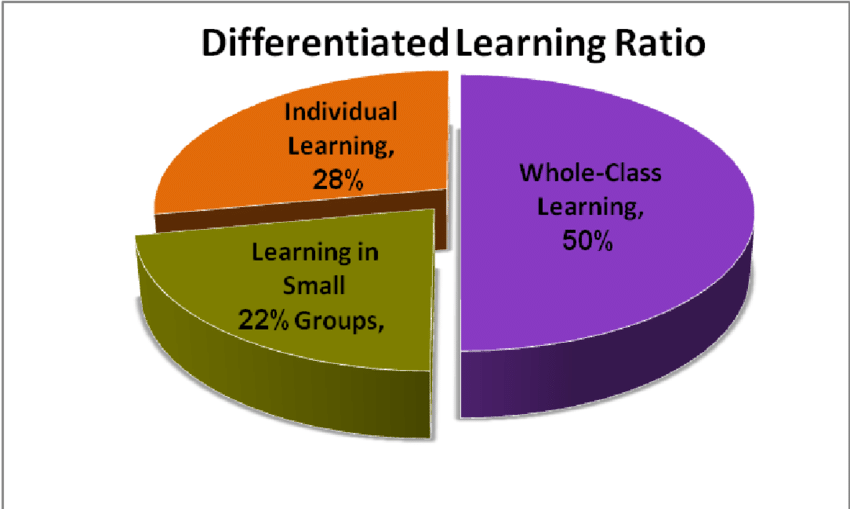 Differentiated Learning Ratio
Individual
Learning,
28%
Whole-Class
Learning,
50%
Learning in
Small
22% Groups,